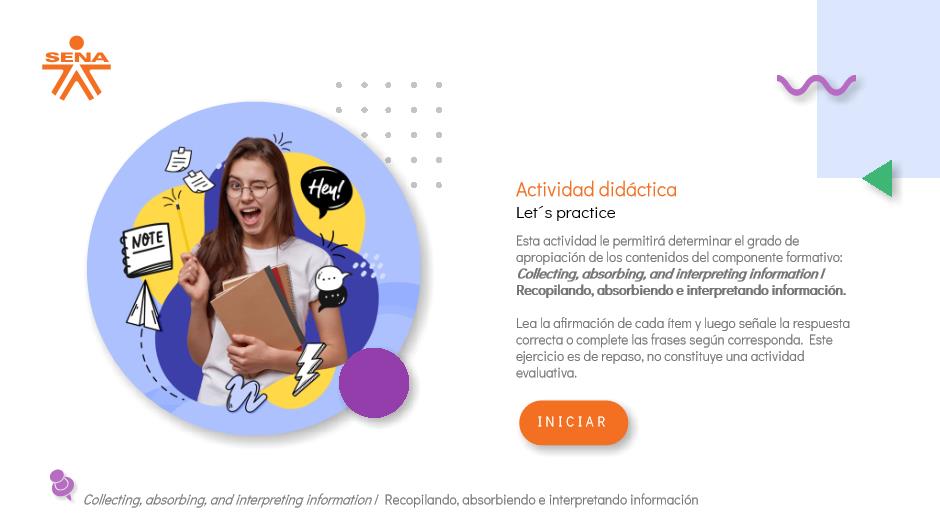 SENA
Hey!
NOTE
Actividad didáctica
Let´s practice
Esta actividad le permitirá determinar el grado de
apropiación de los contenidos del componente formativo:
Collecting, absorbing, and interpreting information /
Recopilando, absorbiendo e interpretando información.
Lea la afirmación de cada ítem y luego señale la respuesta
correcta o complete las frases según corresponda. Este
ejercicio es de repaso, no constituye una actividad
evaluativa.
INICIAR
Collecting, absorbing, and interpreting information / Recopilando, absorbiendo e interpretando información